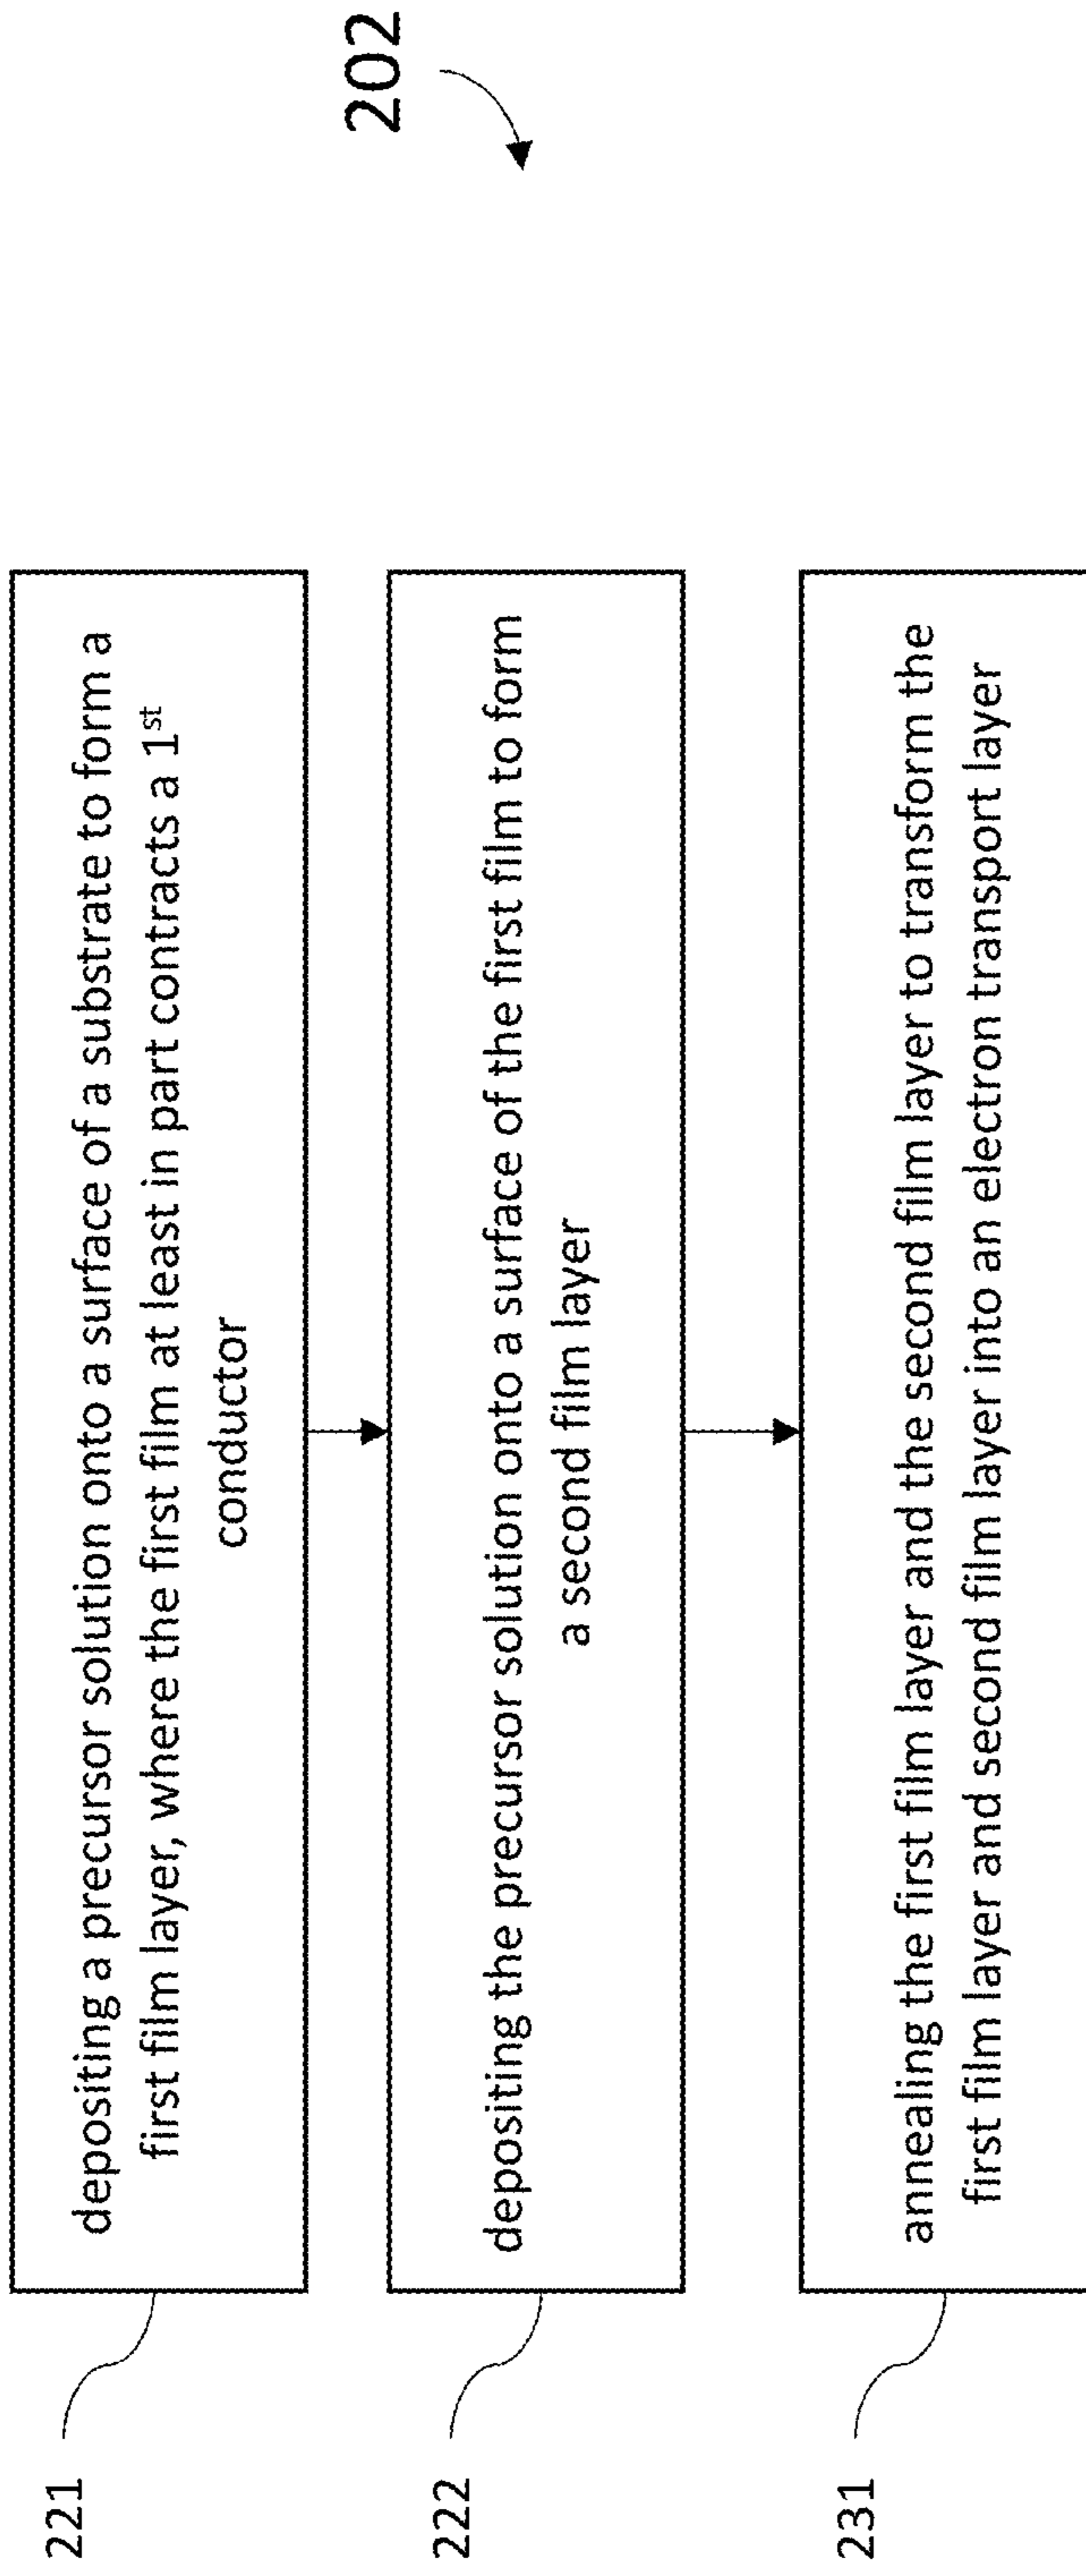 202
221
depositing a precursor solution onto a surface of a substrate to form a
first film layer, where the first film at least in part contracts a 1st
conductor
222
depositing the precursor solution onto a surface of the first film to form
a second film layer
231
annealing the first film layer and the second film layer to transform the
first film layer and second film layer into an electron transport layer